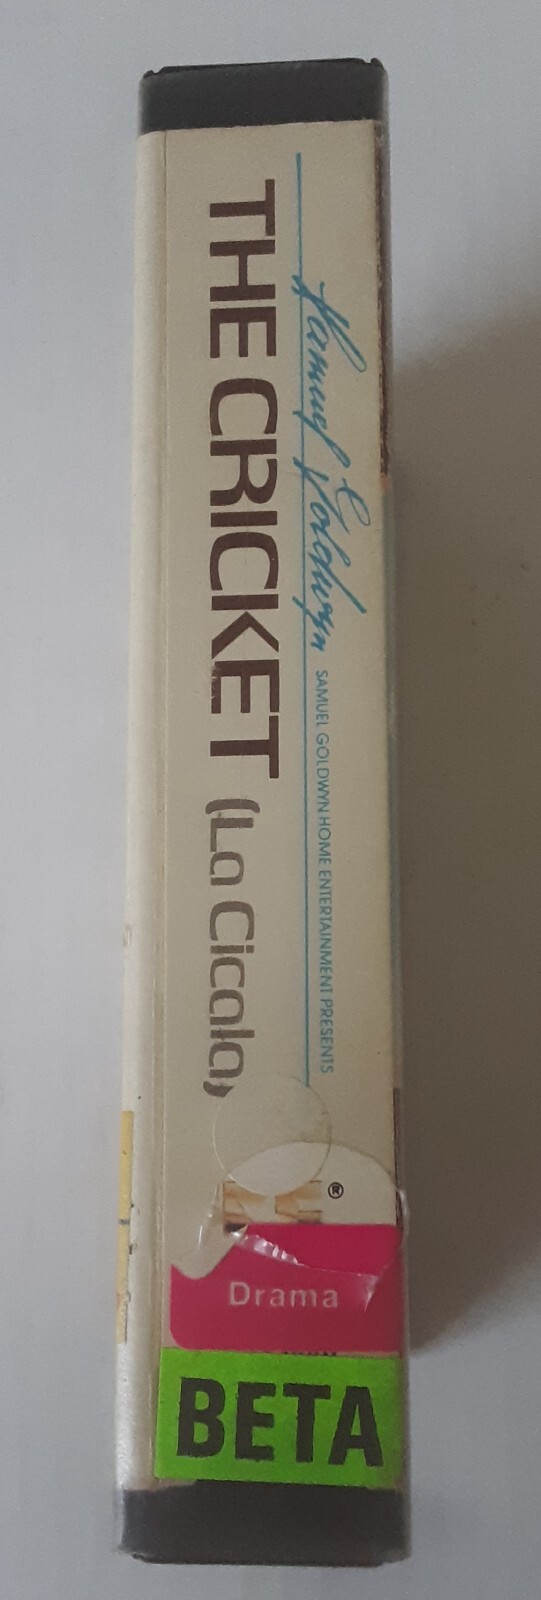 Samuel Goldwyn
SAMUEL GOLDWYN HOME ENTERTAINMENT PRESENTS
THE CRICKET (La Cicala)
®
Drama
BETA